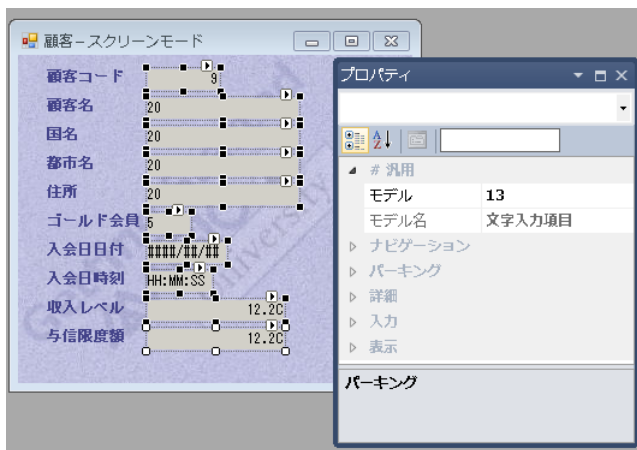 顧客-スクリーンモード
顧客コード 9
顧客名 20
国名 20
都市名 20
住所 20
ゴールド会員 5
入会日日付 ####/##/##
入会日時刻 HH:MM:SS
収入レベル 12.2C
与信限度額 12.2C
プロパティ
# 汎用
モデル 13
モデル名 文字入力項目
ナビゲーション
パーキング
詳細
入力
表示
パーキング